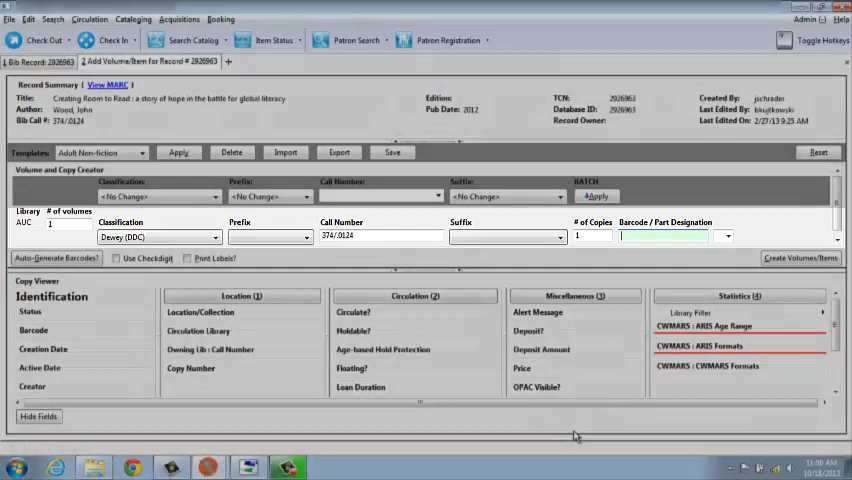 File Edit Search Circulation Cataloging Acquisitions Booking Admin (-) Help
Check Out Check In Search Catalog Item Status Patron Search Patron Registration Toggle Hotkeys
1 Bib Record: 2926963 2 Add Volume/Item for Record # 2926963 +
Record Summary ( View MARC )
Title: Creating Room to Read : a story of hope in the battle for global literacy Edition: TCN: 2926963 Created By: jschrader
Author: Wood, John Pub Date: 2012 Database ID: 2926963 Last Edited By: bkujtkowski
Bib Call #: 374/.0124 Record Owner: Last Edited On: 2/27/13 9:25 AM
Templates: Adult Non-fiction Apply Delete Import Export Save Reset
Volume and Copy Creator
Classification: Prefix: Call Number: Suffix: BATCH
<No Change> <No Change> <No Change> Apply
Library # of volumes Classification Prefix Call Number Suffix # of Copies Barcode / Part Designation
AUC 1 Dewey (DDC) 374/.0124 1
Auto-Generate Barcodes? Use Checkdigit Print Labels? Create Volumes/Items
Copy Viewer
Identification Location (1) Circulation (2) Miscellaneous (3) Statistics (4)
Status Location/Collection Circulate? Alert Message Library Filter
Barcode Circulation Library Holdable? Deposit? CWMARS : ARIS Age Range
Creation Date Owning Lib : Call Number Age-based Hold Protection Deposit Amount CWMARS : ARIS Formats
Active Date Copy Number Floating? Price CWMARS : CWMARS Formats
Creator Loan Duration OPAC Visible?
Hide Fields
11:06 AM
10/18/2013